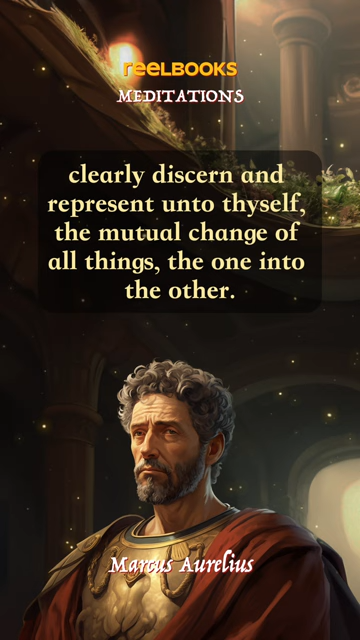 reelBOOKS
MEDITATIONS
clearly discern and
represent unto thyself,
the mutual change of
all things, the one into
the other.
Marcus Aurelius